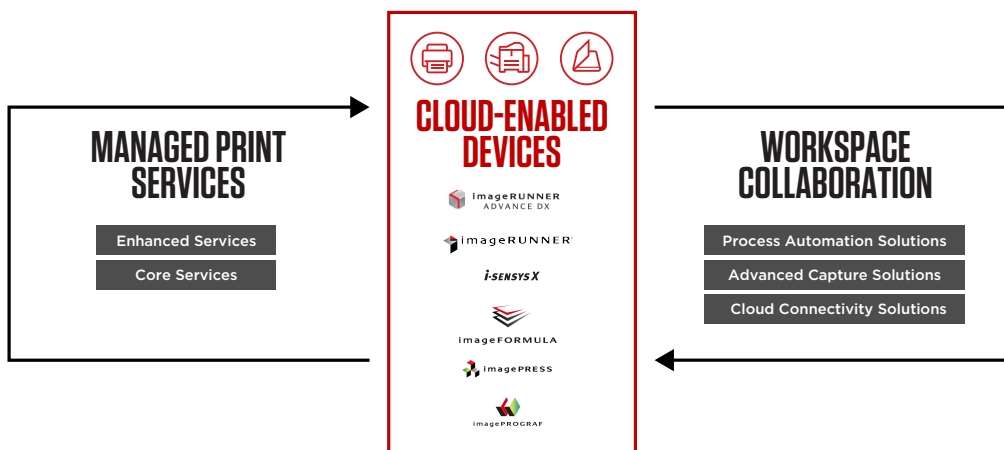 MANAGED PRINT
SERVICES
Enhanced Services
Core Services
CLOUD-ENABLED
DEVICES
imageRUNNER
ADVANCE DX
imageRUNNER
i-SENSYS X
imageFORMULA
imagePRESS
imagePROGRAF
WORKSPACE
COLLABORATION
Process Automation Solutions
Advanced Capture Solutions
Cloud Connectivity Solutions